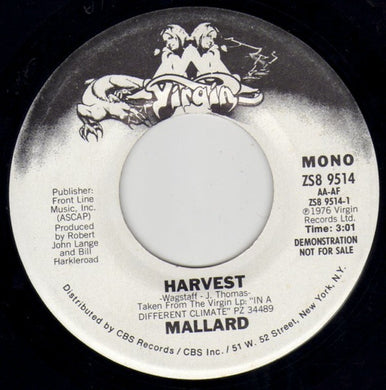 Virgin
MONO
ZS8 9514
AA-AF
ZS8 9514-1
℗1976 Virgin
Records Ltd.
Time: 3:01
DEMONSTRATION
NOT FOR SALE
Publisher:
Front Line
Music, Inc.
(ASCAP)
Produced by
Robert
John Lange
and Bill
Harkleroad
HARVEST
-Wagstaff - J. Thomas-
Taken From The Virgin Lp: "IN A
DIFFERENT CLIMATE" PZ 34489
MALLARD
Distributed by CBS Records / CBS Inc. / 51 W. 52 Street, New York, N.Y.